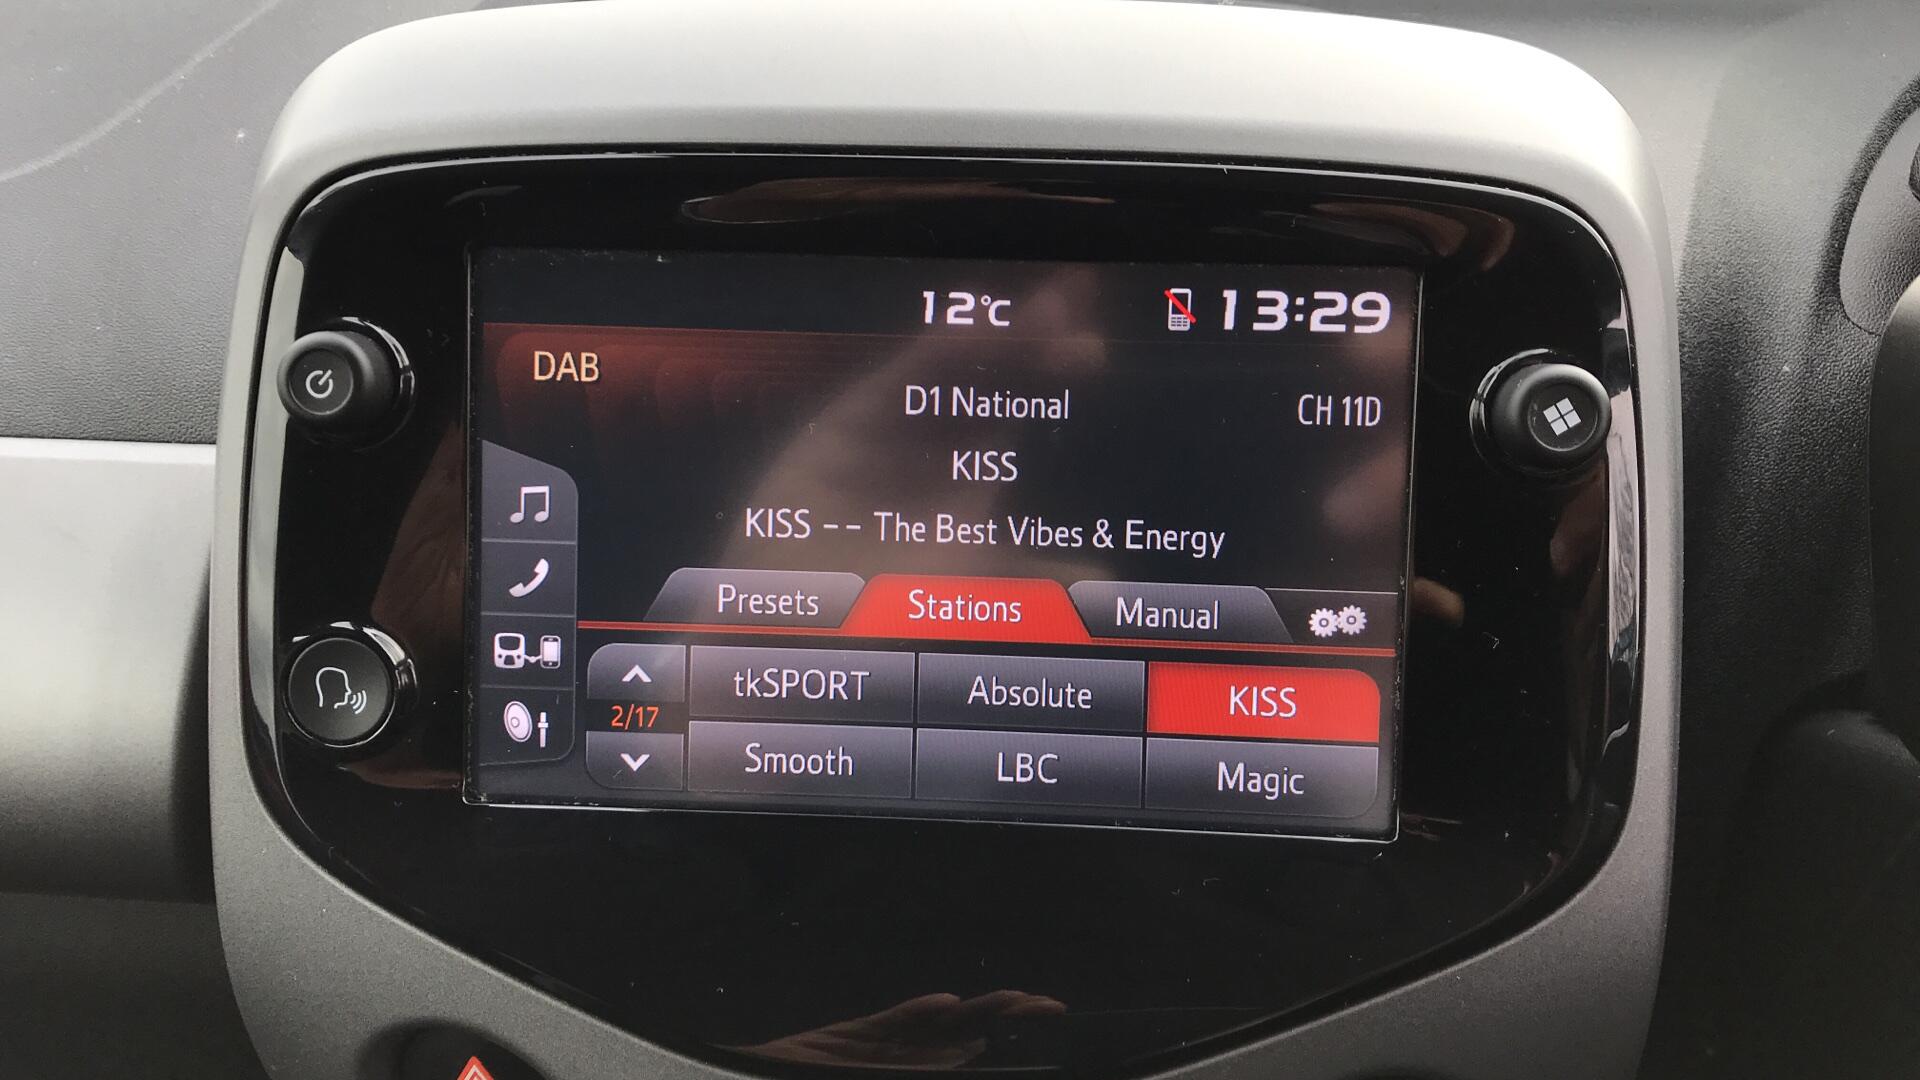 12°C 13:29
DAB
D1 National CH 11D
KISS
KISS -- The Best Vibes & Energy
Presets Stations Manual
tkSPORT Absolute KISS
2/17
Smooth LBC Magic